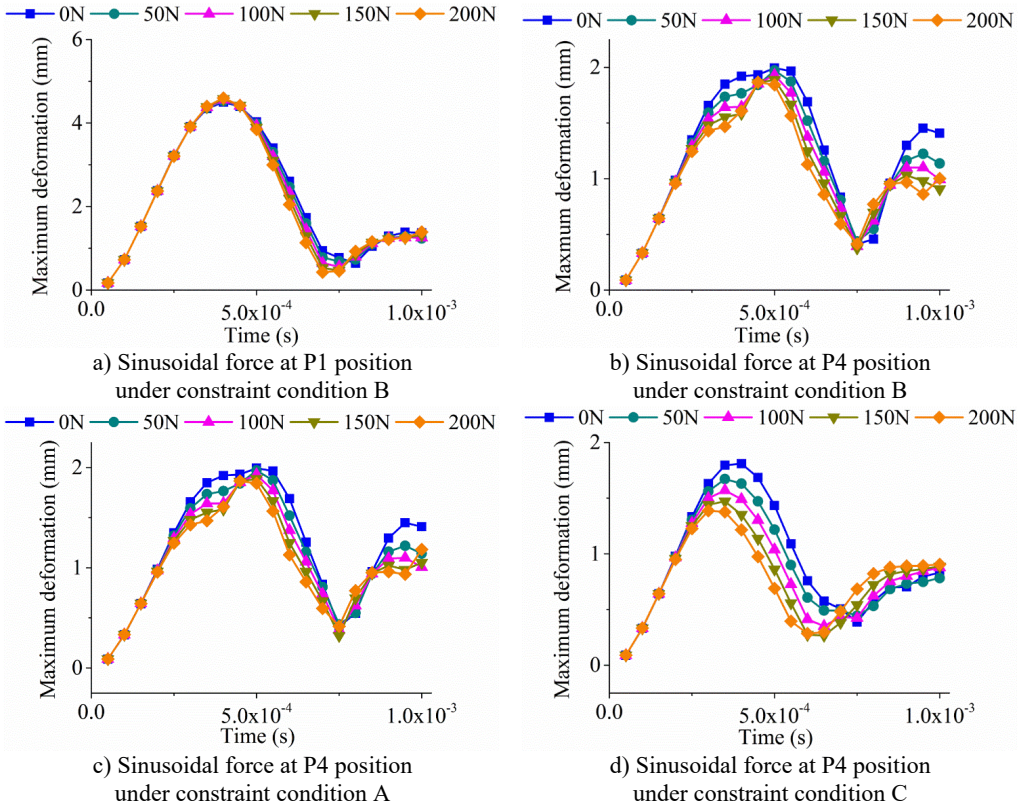 0N 50N 100N 150N 200N
Maximum deformation (mm)
6
4
2
0
0.0 5.0x10⁻⁴ 1.0x10⁻³
Time (s)
a) Sinusoidal force at P1 position
under constraint condition B
0N 50N 100N 150N 200N
Maxmum deformation (mm)
2
1
0
0.0 5.0x10⁻⁴ 1.0x10⁻³
Time (s)
b) Sinusoidal force at P4 position
under constraint condition B
0N 50N 100N 150N 200N
Maximum deformation (mm)
2
1
0
0.0 5.0x10⁻⁴ 1.0x10⁻³
Time (s)
c) Sinusoidal force at P4 position
under constraint condition A
0N 50N 100N 150N 200N
Maximum deformation (mm)
2
1
0
0.0 5.0x10⁻⁴ 1.0x10⁻³
Time (s)
d) Sinusoidal force at P4 position
under constraint condition C